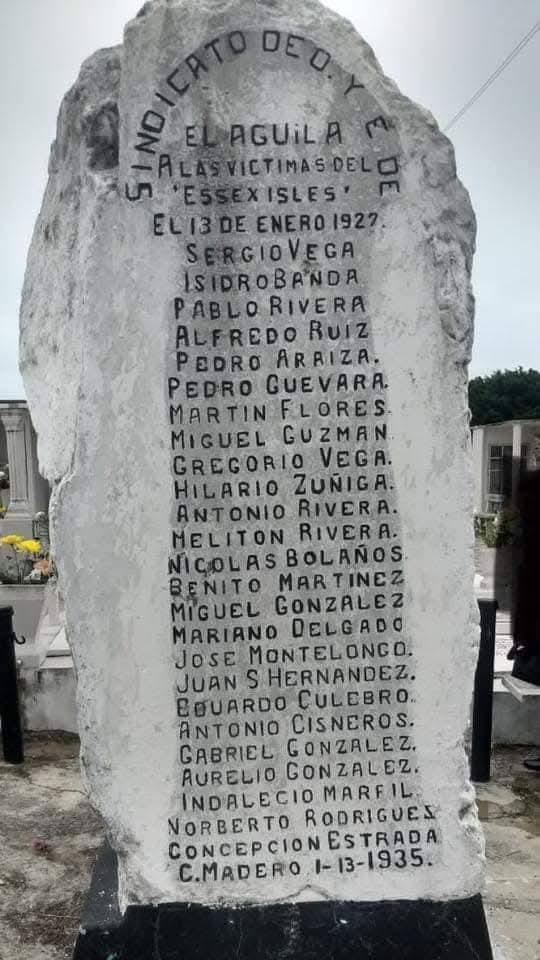 SINDICATO DE O. Y E. DE
EL AGUiLA
A LAS VICTIMAS DEL
'ESSEX ISLES'
EL 13 DE ENERO 1927.
SERGIO VEGA
ISIDRO BANDA
PABLO RIVERA
ALFREDO RUIZ
PEDRO ARAIZA.
PEDRO GUEVARA.
MARTIN FLORES.
MIGUEL GUZMAN
GREGORIO VEGA.
HILARIO ZUÑIGA.
ANTONIO RIVERA.
MELITON RIVERA.
NICOLAS BOLAÑOS.
BENITO MARTINEZ
MIGUEL GONZALEZ
MARIANO DELGADO
JOSE MONTELONGO.
JUAN S HERNANDEZ.
EDUARDO CULEBRO.
ANTONIO CISNEROS.
GABRIEL GONZALEZ.
AURELIO GONZALEZ.
INDALECIO MARFIL.
NORBERTO RODRIGUEZ
CONCEPCION ESTRADA
C. MADERO 1-13-1935.